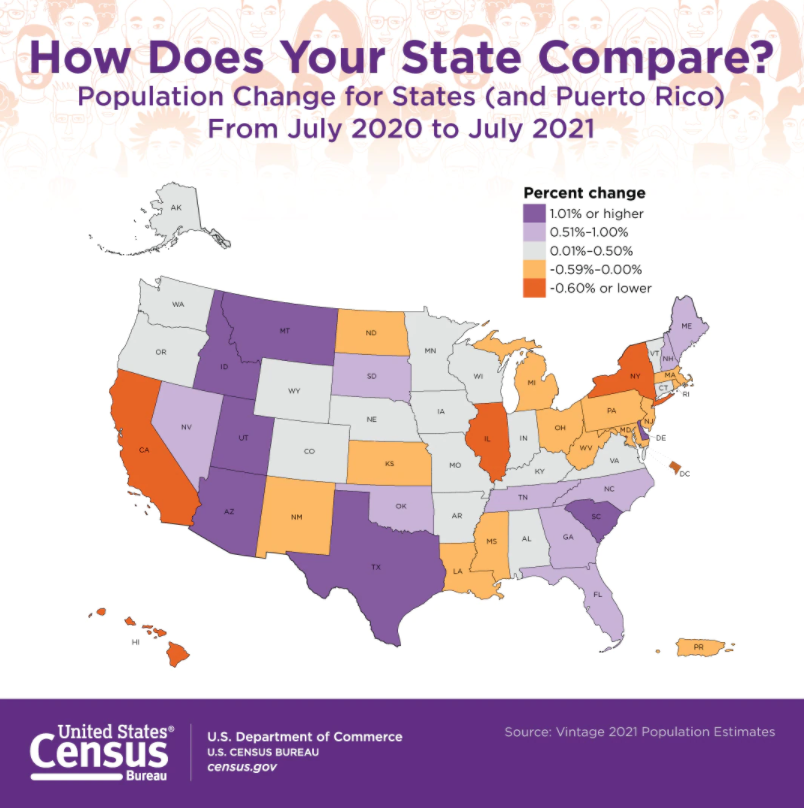 How Does Your State Compare?
Population Change for States (and Puerto Rico)
From July 2020 to July 2021
Percent change
1.01% or higher
0.51%–1.00%
0.01%–0.50%
-0.59%–0.00%
-0.60% or lower
AK
WA
MT
ND
MN
ME
VT
NH
OR
ID
SD
WI
MI
NY
MA
CT
RI
WY
IA
PA
NJ
NV
NE
IL
IN
OH
MD
DE
UT
CO
WV
DC
CA
KS
MO
KY
VA
TN
NC
AZ
NM
OK
AR
SC
MS
AL
GA
TX
LA
FL
HI
PR
United States®
Census
Bureau
U.S. Department of Commerce
U.S. CENSUS BUREAU
census.gov
Source: Vintage 2021 Population Estimates